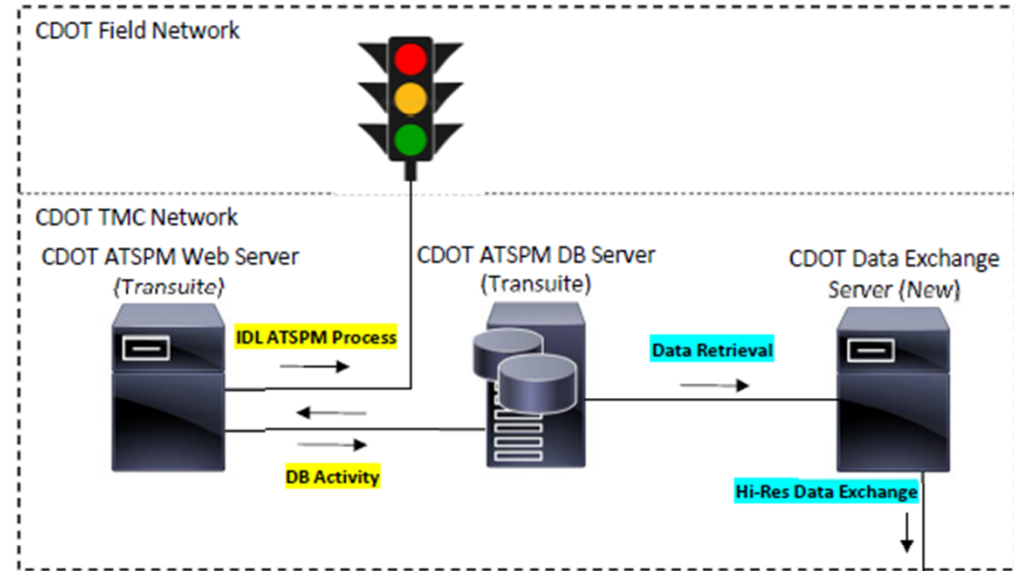 CDOT Field Network
CDOT TMC Network
CDOT ATSPM Web Server
(Transuite)
CDOT ATSPM DB Server
(Transuite)
CDOT Data Exchange
Server (New)
IDL ATSPM Process
Data Retrieval
DB Activity
Hi-Res Data Exchange